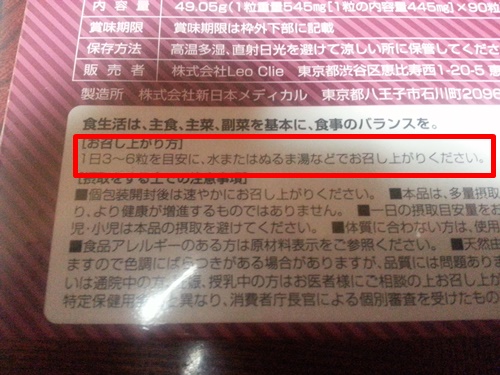 内容量 49.05g(1粒重量545mg[1粒の内容量445mg]×90粒
賞味期限 枠外下部に記載
保存方法 高温多湿、直射日光を避けて涼しい所に保管してくださ
販売者 株式会社Leo Clie 東京都渋谷区恵比寿西1-20-5
製造所 株式会社新日本メディカル 東京都八王子市石川町2096
食生活は、主食、主菜、副菜を基本に、食事のバランスを。
[お召し上がり方]
1日3~6粒を目安に、水またはぬるま湯などでお召し上がりください。
[摂取をする上での注意事項]
■個包装開封後は速やかにお召し上がりください。 ■本品は、多量摂取
り、より健康が増進するものではありません。 ■一日の摂取目安量を
児・小児は本品の摂取を避けてください。 ■体質に合わない方は、使用
■食品アレルギーのある方は原材料表示をご参照ください。 ■天然由
ますので色調にばらつきがある場合がありますが、品質には問題ありま
い通院中の方、妊娠、授乳中の方はお医者様にご相談の上お召し上
特定保健用食品と異なり、消費者庁長官による個別審査を受けたもの